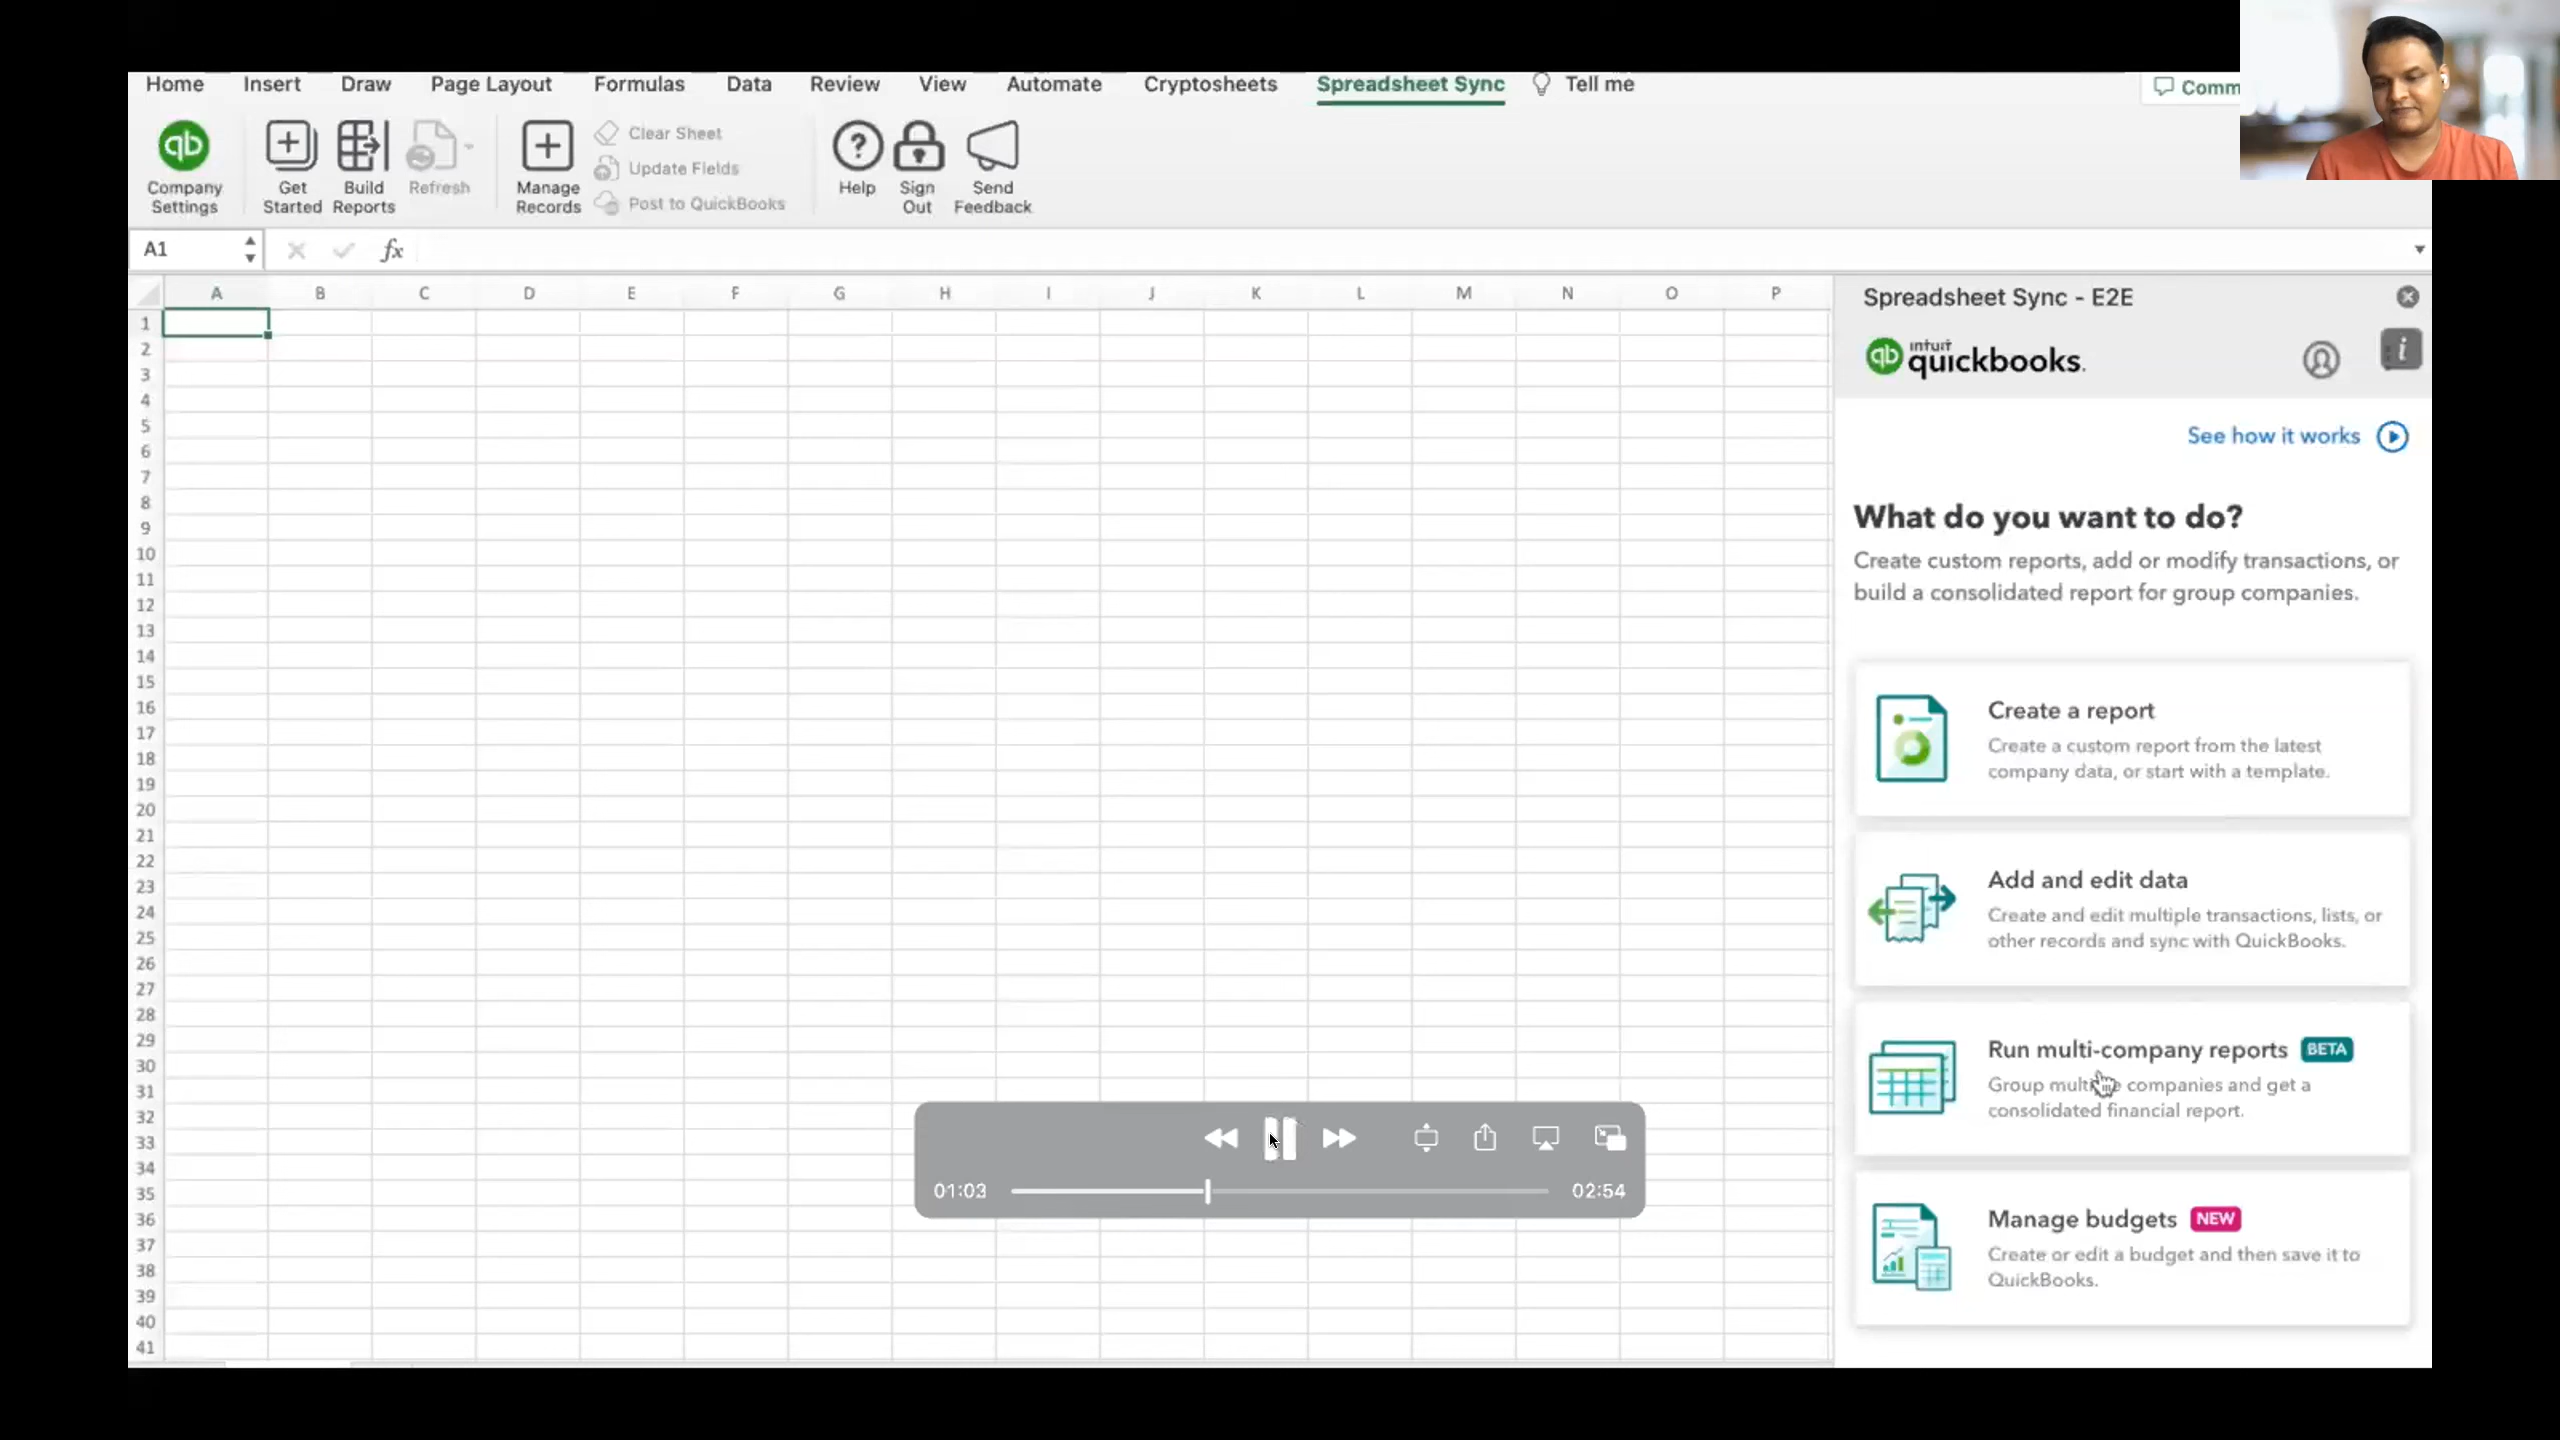 Home Insert Draw Page Layout Formulas Data Review View Automate Cryptosheets Spreadsheet Sync Tell me Comm
qb
Company Settings
Get Started
Build Reports
Refresh
Manage Records
Clear Sheet
Update Fields
Post to QuickBooks
Help
Sign Out
Send Feedback
A1 fx
A B C D E F G H I J K L M N O P
1
2
3
4
5
6
7
8
9
10
11
12
13
14
15
16
17
18
19
20
21
22
23
24
25
26
27
28
29
30
31
32
33
34
35
36
37
38
39
40
41
Spreadsheet Sync - E2E
qb intuit quickbooks.
i
See how it works
What do you want to do?
Create custom reports, add or modify transactions, or
build a consolidated report for group companies.
Create a report
Create a custom report from the latest
company data, or start with a template.
Add and edit data
Create and edit multiple transactions, lists, or
other records and sync with QuickBooks.
Run multi-company reports BETA
Group multiple companies and get a
consolidated financial report.
Manage budgets NEW
Create or edit a budget and then save it to
QuickBooks.
01:03 02:54